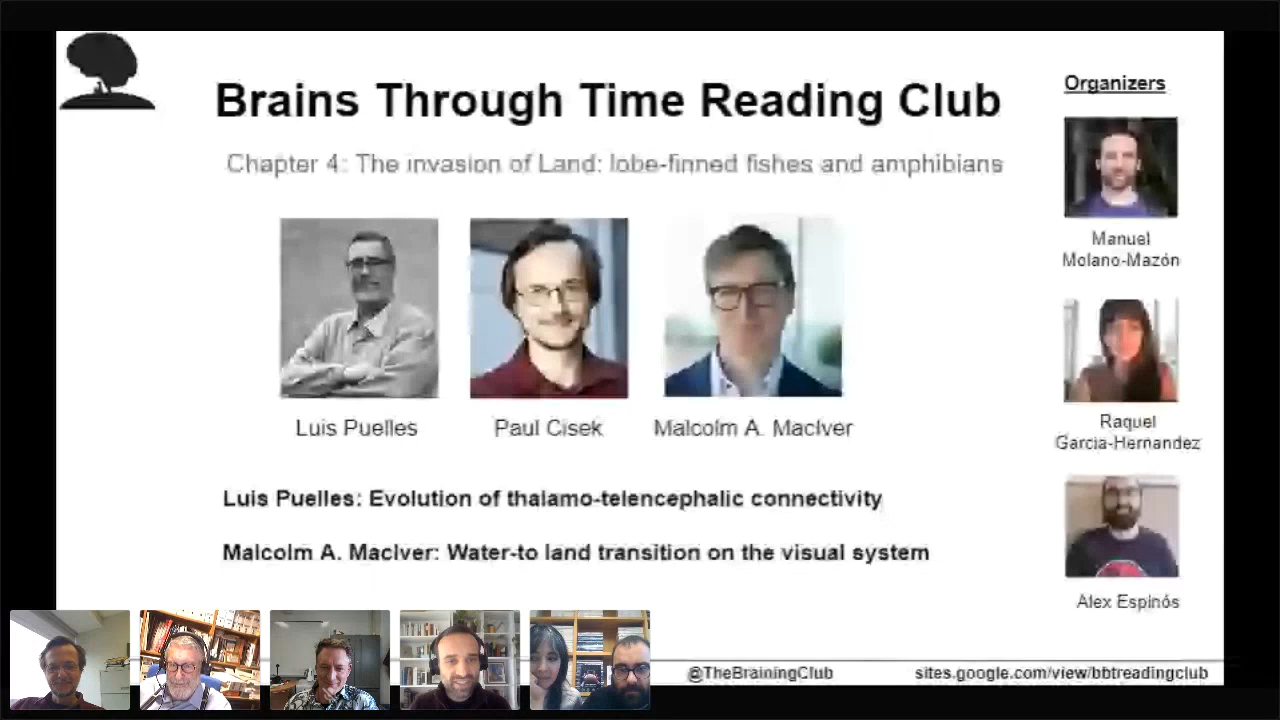 Brains Through Time Reading Club
Chapter 4: The invasion of Land: lobe-finned fishes and amphibians
Luis Puelles
Paul Cisek
Malcolm A. MacIver
Luis Puelles: Evolution of thalamo-telencephalic connectivity
Malcolm A. MacIver: Water-to land transition on the visual system
Organizers
Manuel
Molano-Mazón
Raquel
Garcia-Hernandez
Alex Espinós
@TheBrainingClub
sites.google.com/view/bbtreadingclub